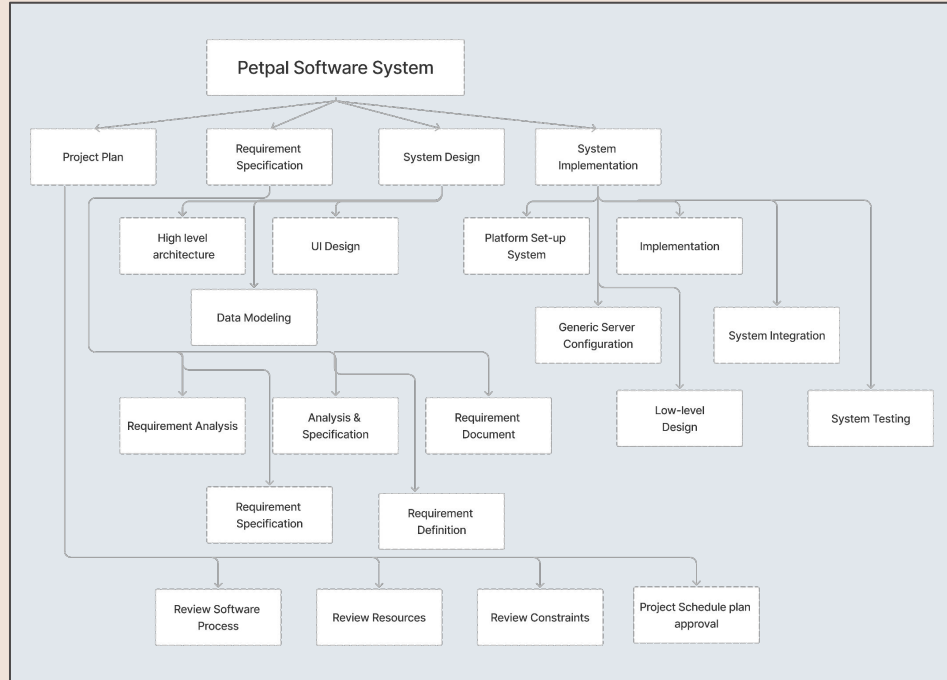 Petpal Software System
Project Plan
Requirement
Specification
System Design
System
Implementation
High level
architecture
UI Design
Platform Set-up
System
Implementation
Data Modeling
Generic Server
Configuration
System Integration
Requirement Analysis
Analysis &
Specification
Requirement
Document
Low-level
Design
System Testing
Requirement
Specification
Requirement
Definition
Review Software
Process
Review Resources
Review Constraints
Project Schedule plan
approval